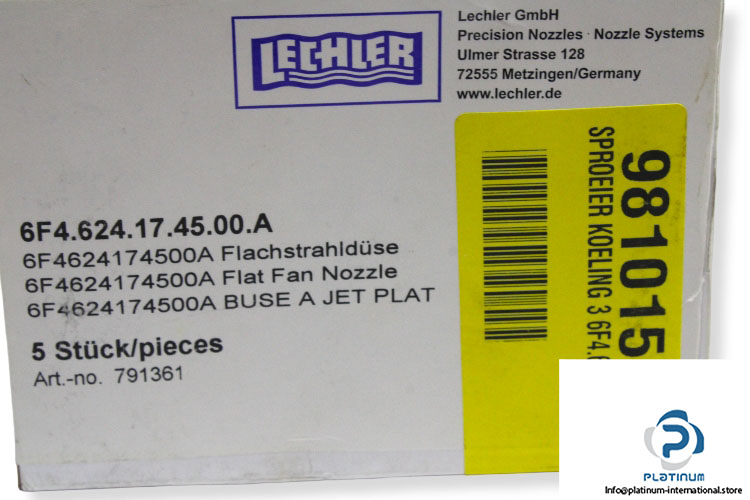 LECHLER
Lechler GmbH
Precision Nozzles · Nozzle Systems
Ulmer Strasse 128
72555 Metzingen/Germany
www.lechler.de
6F4.624.17.45.00.A
6F4624174500A Flachstrahldüse
6F4624174500A Flat Fan Nozzle
6F4624174500A BUSE A JET PLAT
5 Stück/pieces
Art.-no. 791361
981015
SPROEIER KOELING 3 6F4.6
PLATINUM
Info@platinum-international.store